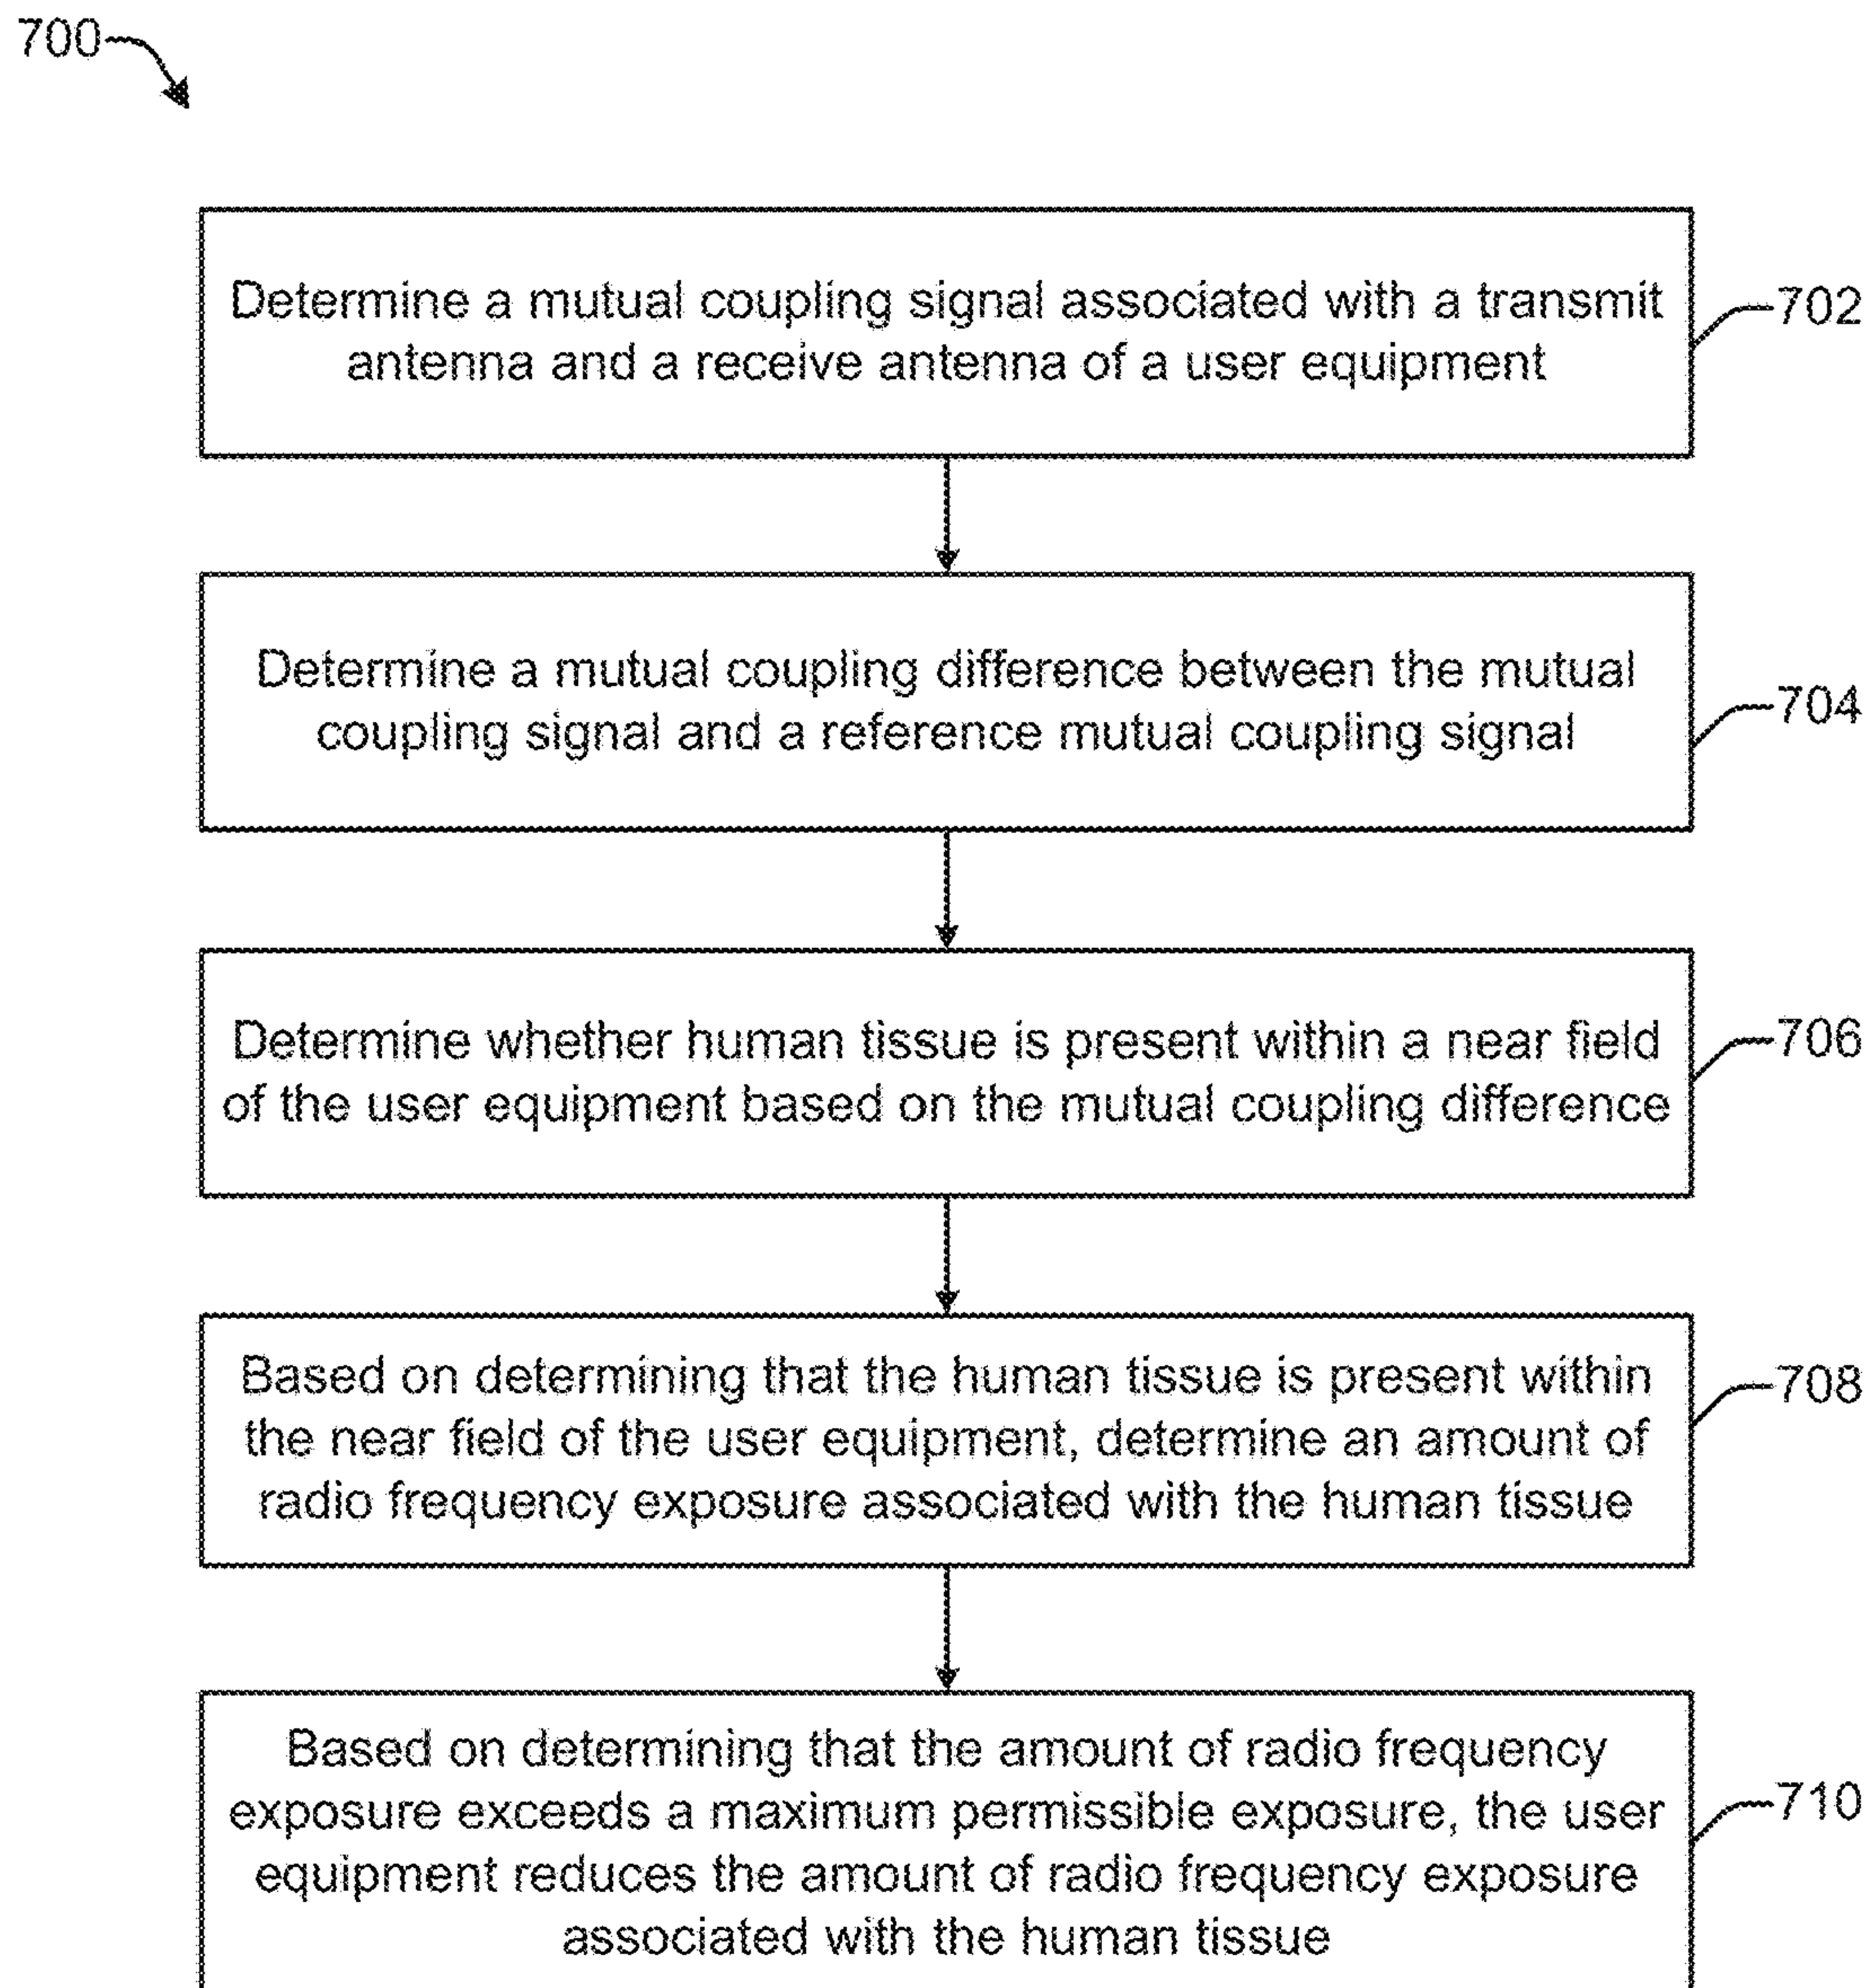 700
Determine a mutual coupling signal associated with a transmit
antenna and a receive antenna of a user equipment
702
Determine a mutual coupling difference between the mutual
coupling signal and a reference mutual coupling signal
704
Determine whether human tissue is present within a near field
of the user equipment based on the mutual coupling difference
706
Based on determining that the human tissue is present within
the near field of the user equipment, determine an amount of
radio frequency exposure associated with the human tissue
708
Based on determining that the amount of radio frequency
exposure exceeds a maximum permissible exposure, the user
equipment reduces the amount of radio frequency exposure
associated with the human tissue
710